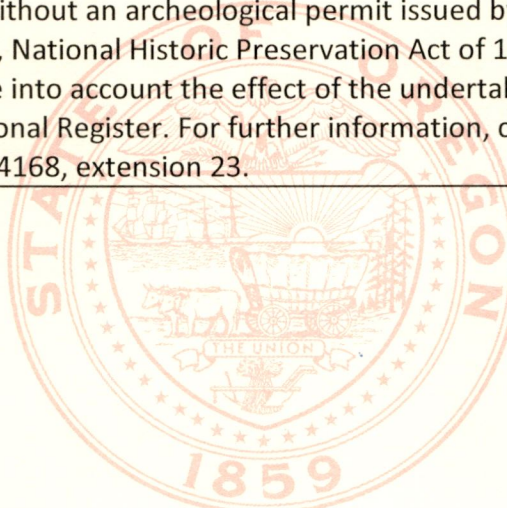 ithout an archeological permit issued b
, National Historic Preservation Act of 1
e into account the effect of the undertal
onal Register. For further information, c
4168, extension 23.
STATE OF OREGON
THE UNION
1859